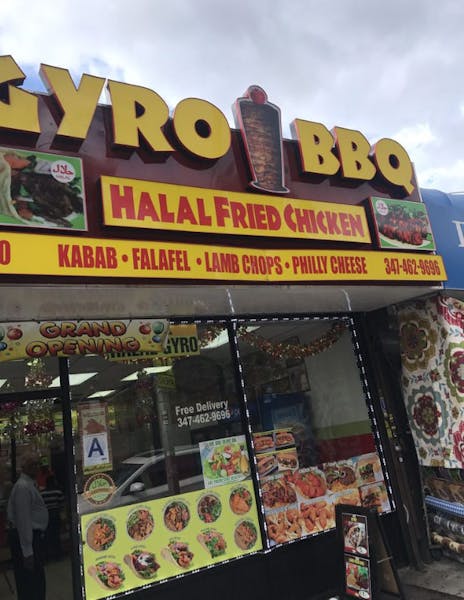 GYRO BBQ
حلال
HALAL FRIED CHICKEN
KABAB • FALAFEL • LAMB CHOPS • PHILLY CHEESE 347-462-9696
GRAND
OPENING
GYRO
Free Delivery
347-462-9696
A